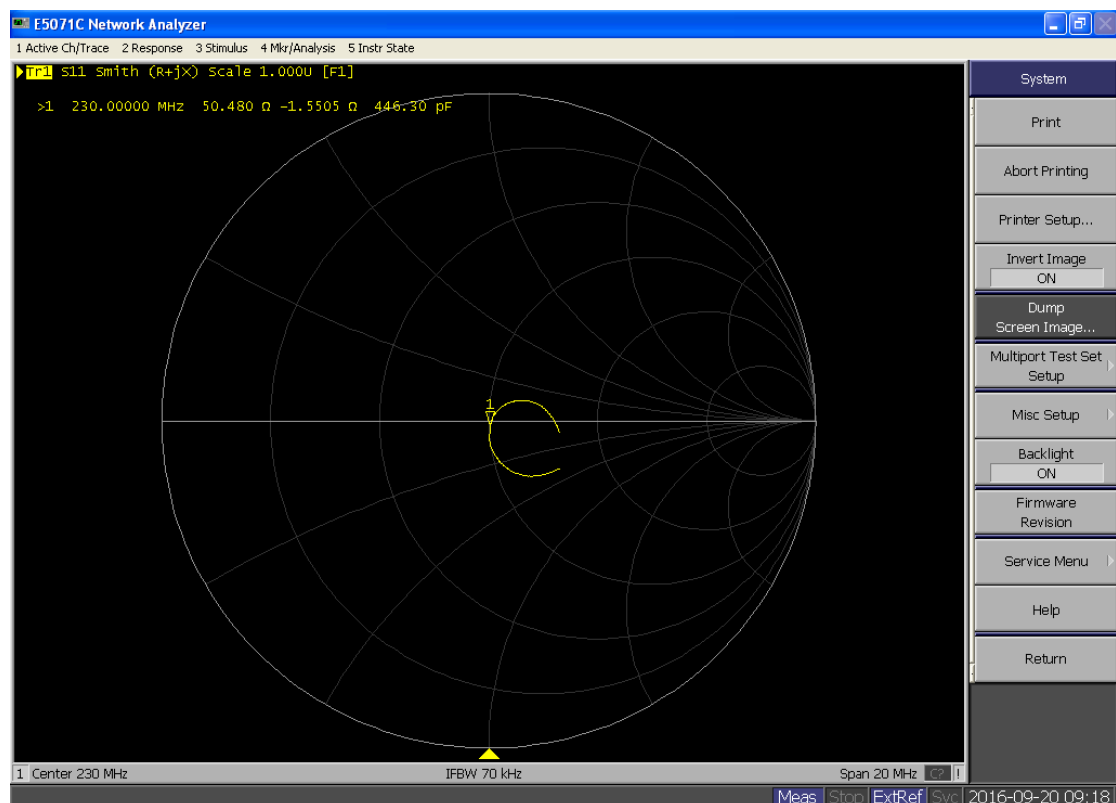 E5071C Network Analyzer
1 Active Ch/Trace 2 Response 3 Stimulus 4 Mkr/Analysis 5 Instr State
Tr1 S11 Smith (R+jX) Scale 1.000U [F1]
>1 230.00000 MHz 50.480 Ω -1.5505 Ω 446.30 pF
1
System
Print
Abort Printing
Printer Setup...
Invert Image
ON
Dump
Screen Image...
Multiport Test Set
Setup
Misc Setup
Backlight
ON
Firmware
Revision
Service Menu
Help
Return
1 Center 230 MHz IFBW 70 kHz Span 20 MHz C? !
Meas Stop ExtRef Svc 2016-09-20 09:18